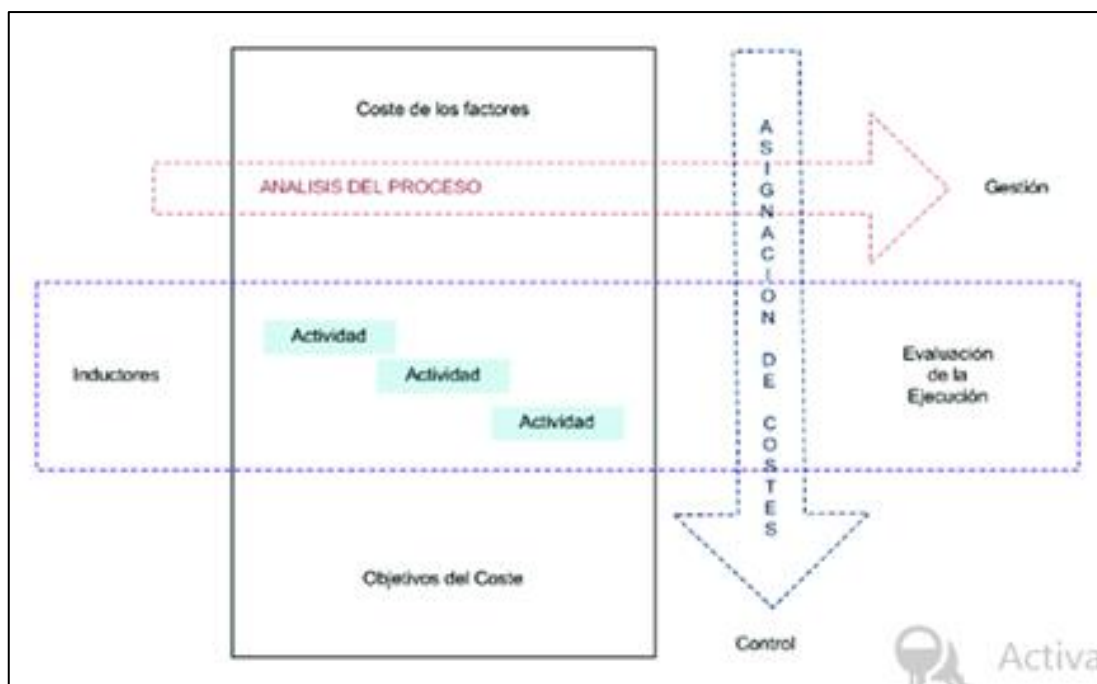 Coste de los factores
ANALISIS DEL PROCESO
Gestión
ASIGNACION DE COSTES
Actividad
Inductores
Actividad
Actividad
Evaluación
de la
Ejecución
Objetivos del Coste
Control
Activa